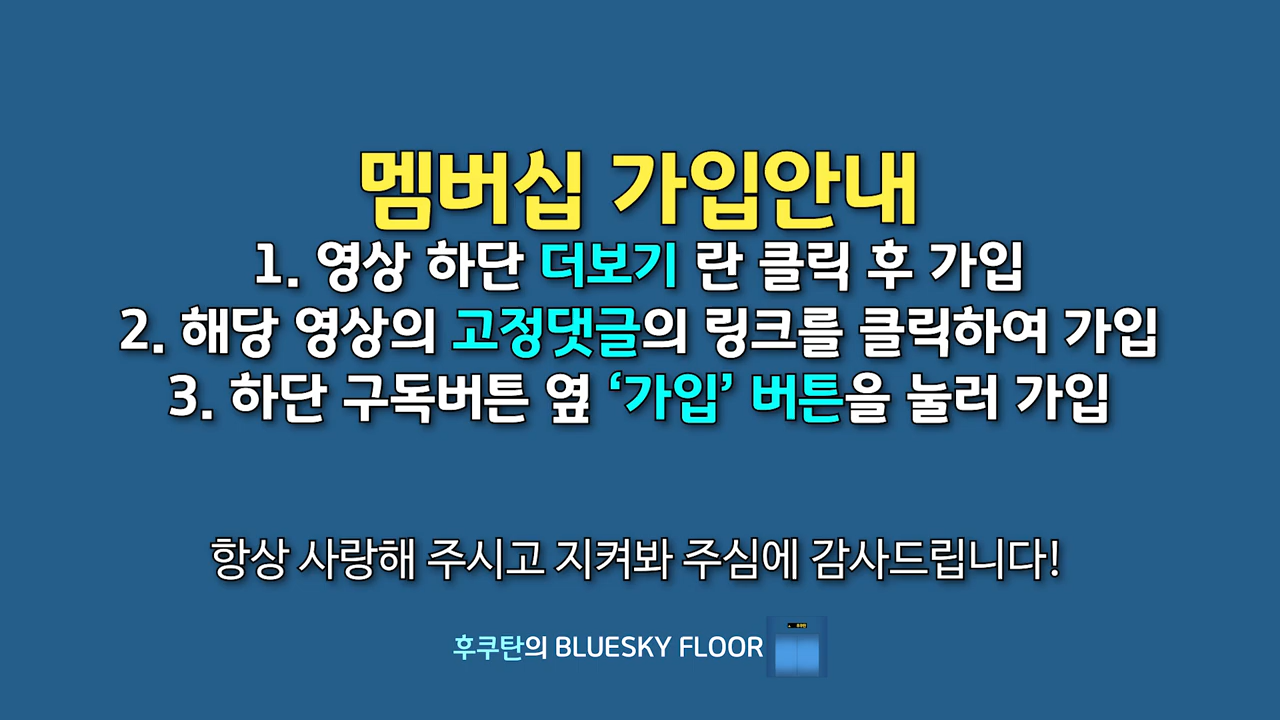 멤버십 가입안내
1. 영상 하단 더보기 란 클릭 후 가입
2. 해당 영상의 고정댓글의 링크를 클릭하여 가입
3. 하단 구독버튼 옆 ‘가입’ 버튼을 눌러 가입
항상 사랑해 주시고 지켜봐 주심에 감사드립니다!
후쿠탄의 BLUESKY FLOOR